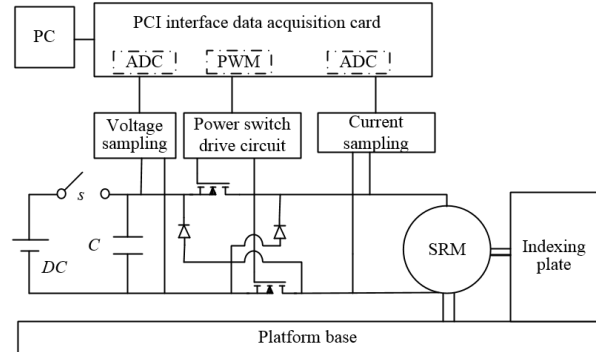 PC
PCI interface data acquisition card
ADC
PWM
ADC
Voltage
sampling
Power switch
drive circuit
Current
sampling
s
DC
C
SRM
Indexing
plate
Platform base